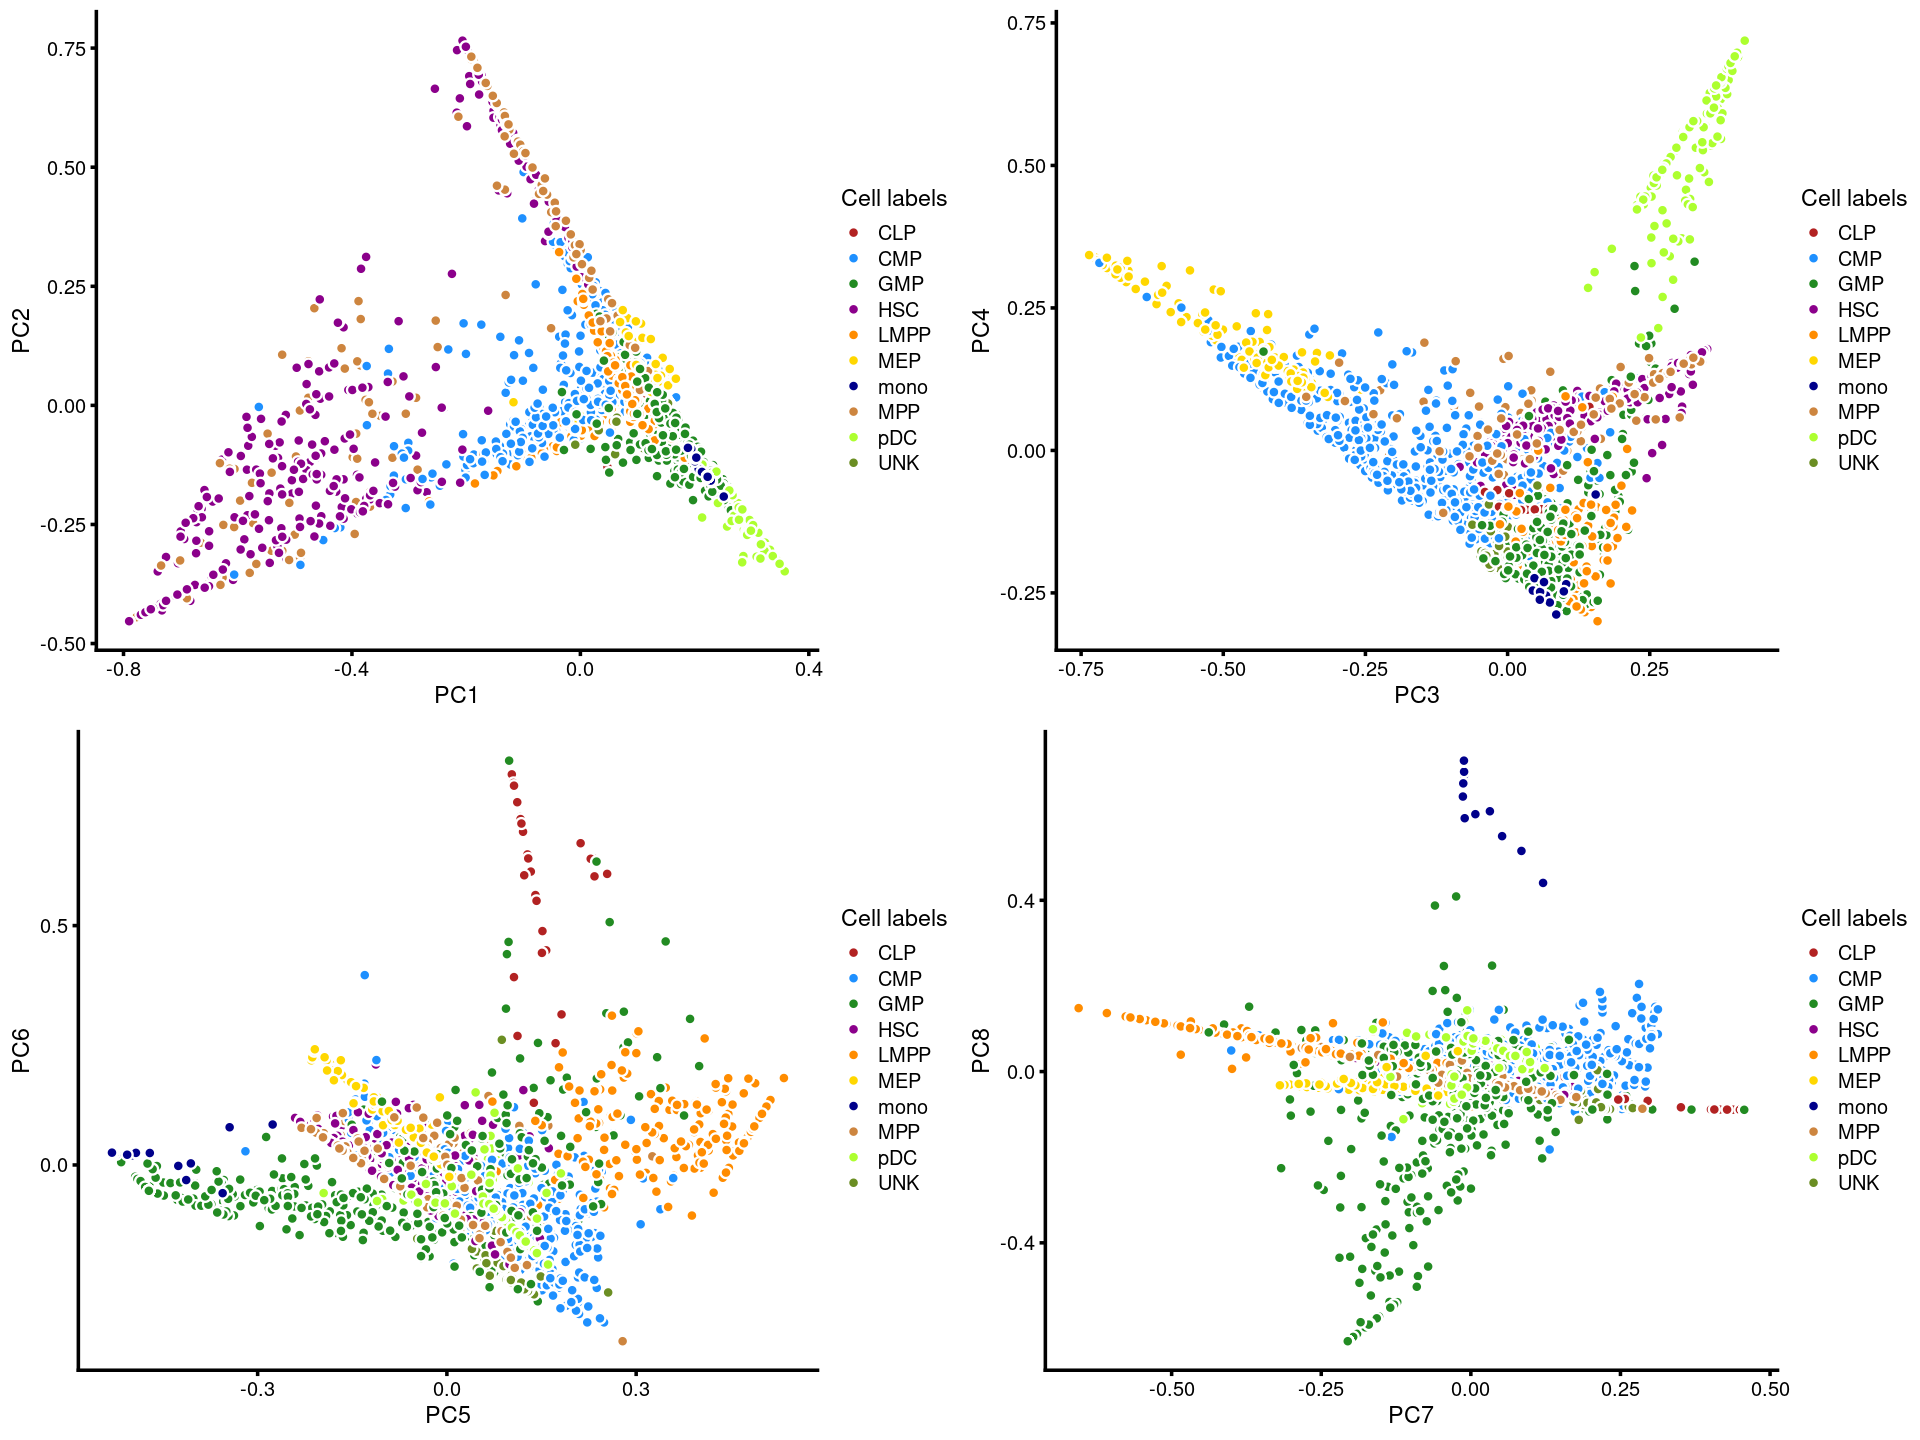 0.75
0.50
0.25
0.00
-0.25
-0.50
PC2
-0.8
-0.4
0.0
0.4
PC1
Cell labels
CLP
CMP
GMP
HSC
LMPP
MEP
mono
MPP
pDC
UNK
0.75
0.50
0.25
0.00
-0.25
PC4
-0.75
-0.50
-0.25
0.00
0.25
PC3
Cell labels
CLP
CMP
GMP
HSC
LMPP
MEP
mono
MPP
pDC
UNK
0.5
0.0
PC6
-0.3
0.0
0.3
PC5
Cell labels
CLP
CMP
GMP
HSC
LMPP
MEP
mono
MPP
pDC
UNK
0.4
0.0
-0.4
PC8
-0.50
-0.25
0.00
0.25
0.50
PC7
Cell labels
CLP
CMP
GMP
HSC
LMPP
MEP
mono
MPP
pDC
UNK